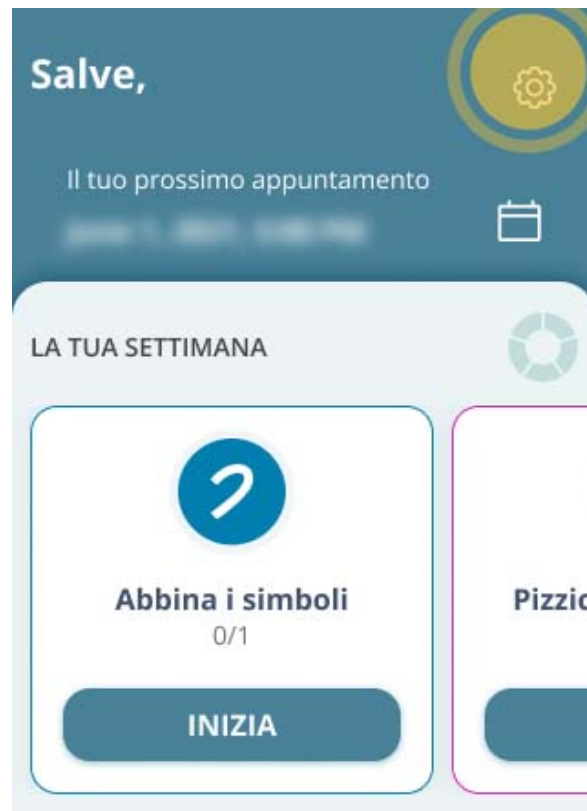 Salve,
Il tuo prossimo appuntamento
LA TUA SETTIMANA
Abbina i simboli
0/1
INIZIA